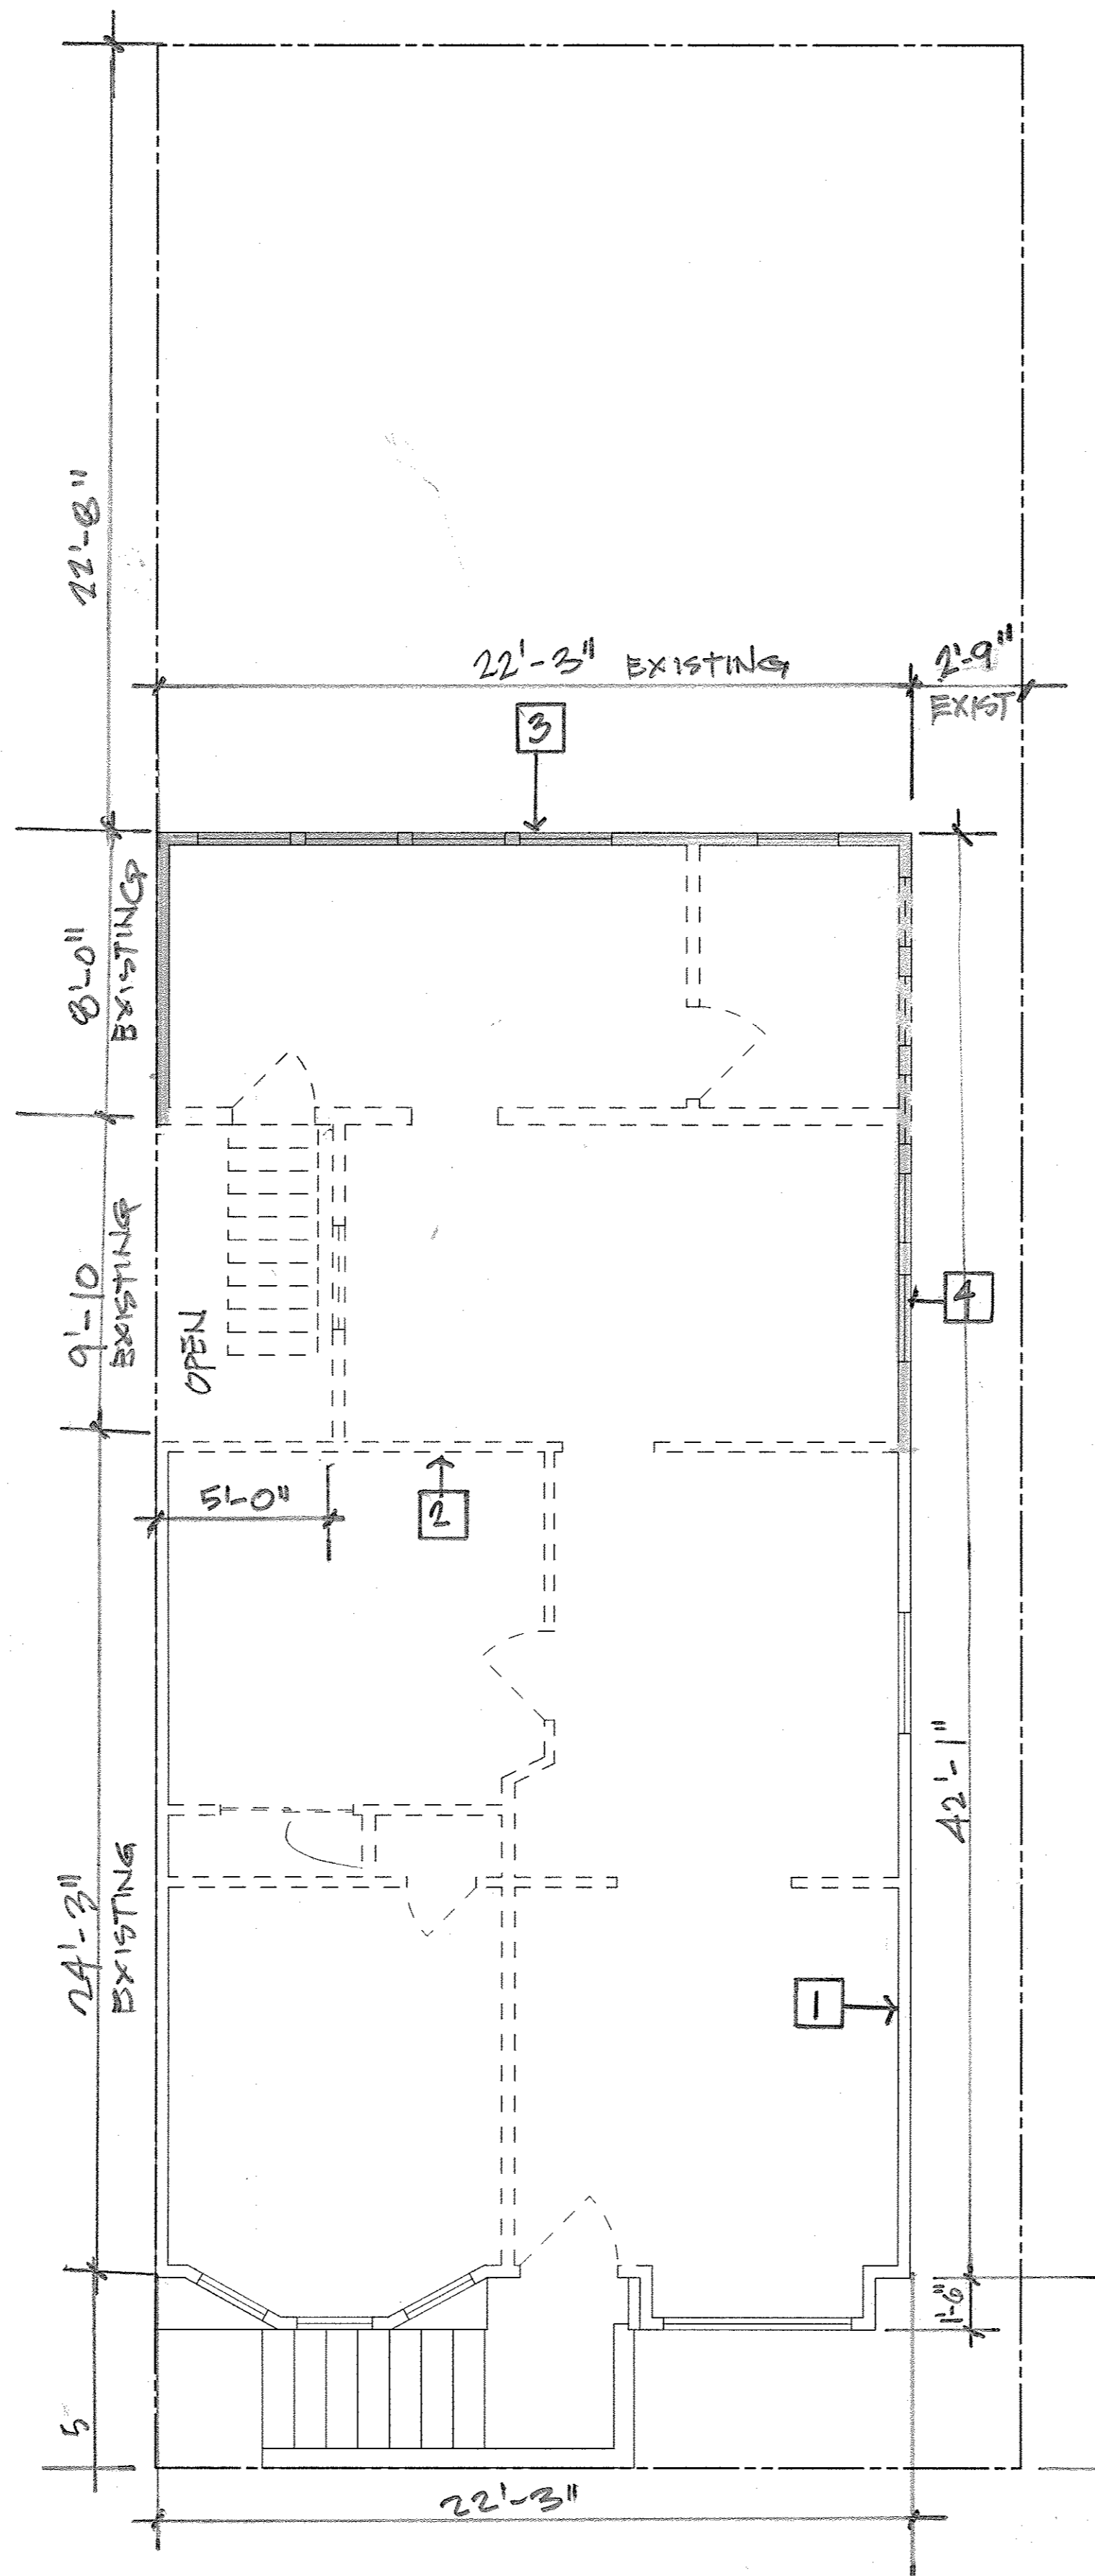 22'-8"
22'-3" EXISTING
2'-9"
EXIST
3
8'-0"
EXISTING
9'-10
EXISTING
OPEN
4
5'-0"
2
42'-1"
24'-3"
EXISTING
1
1'-6"
5
22'-3"